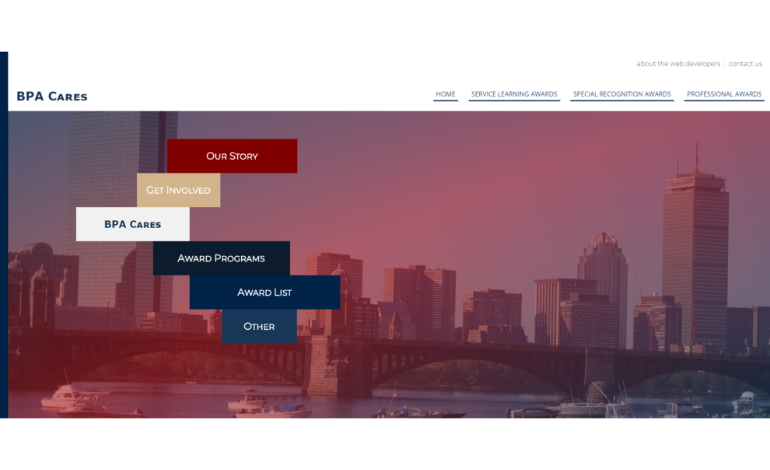 about the web developers
contact us
BPA Cares
HOME
SERVICE LEARNING AWARDS
SPECIAL RECOGNITION AWARDS
PROFESSIONAL AWARDS
Our Story
Get Involved
BPA Cares
Award Programs
Award List
Other